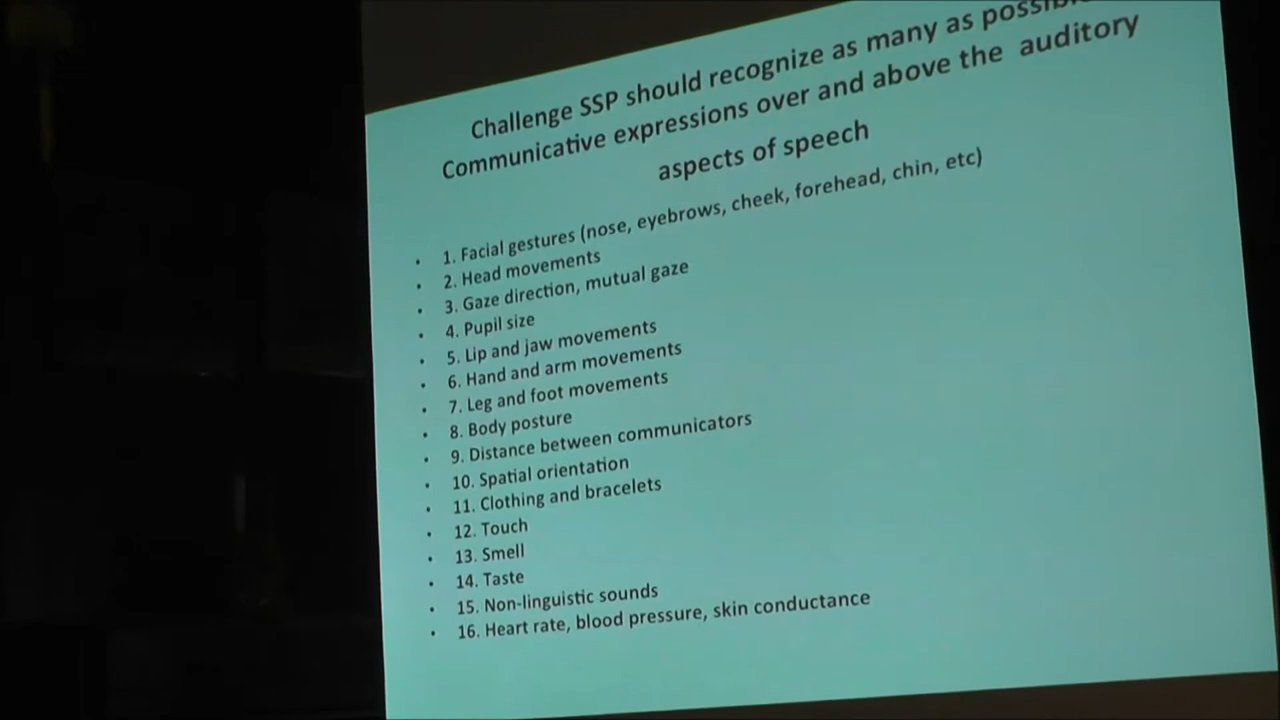 Challenge SSP should recognize as many as
Communicative expressions over and above the auditory
aspects of speech
• 1. Facial gestures (nose, eyebrows, cheek, forehead, chin, etc)
• 2. Head movements
• 3. Gaze direction, mutual gaze
• 4. Pupil size
• 5. Lip and jaw movements
• 6. Hand and arm movements
• 7. Leg and foot movements
• 8. Body posture
• 9. Distance between communicators
• 10. Spatial orientation
• 11. Clothing and bracelets
• 12. Touch
• 13. Smell
• 14. Taste
• 15. Non-linguistic sounds
• 16. Heart rate, blood pressure, skin conductance